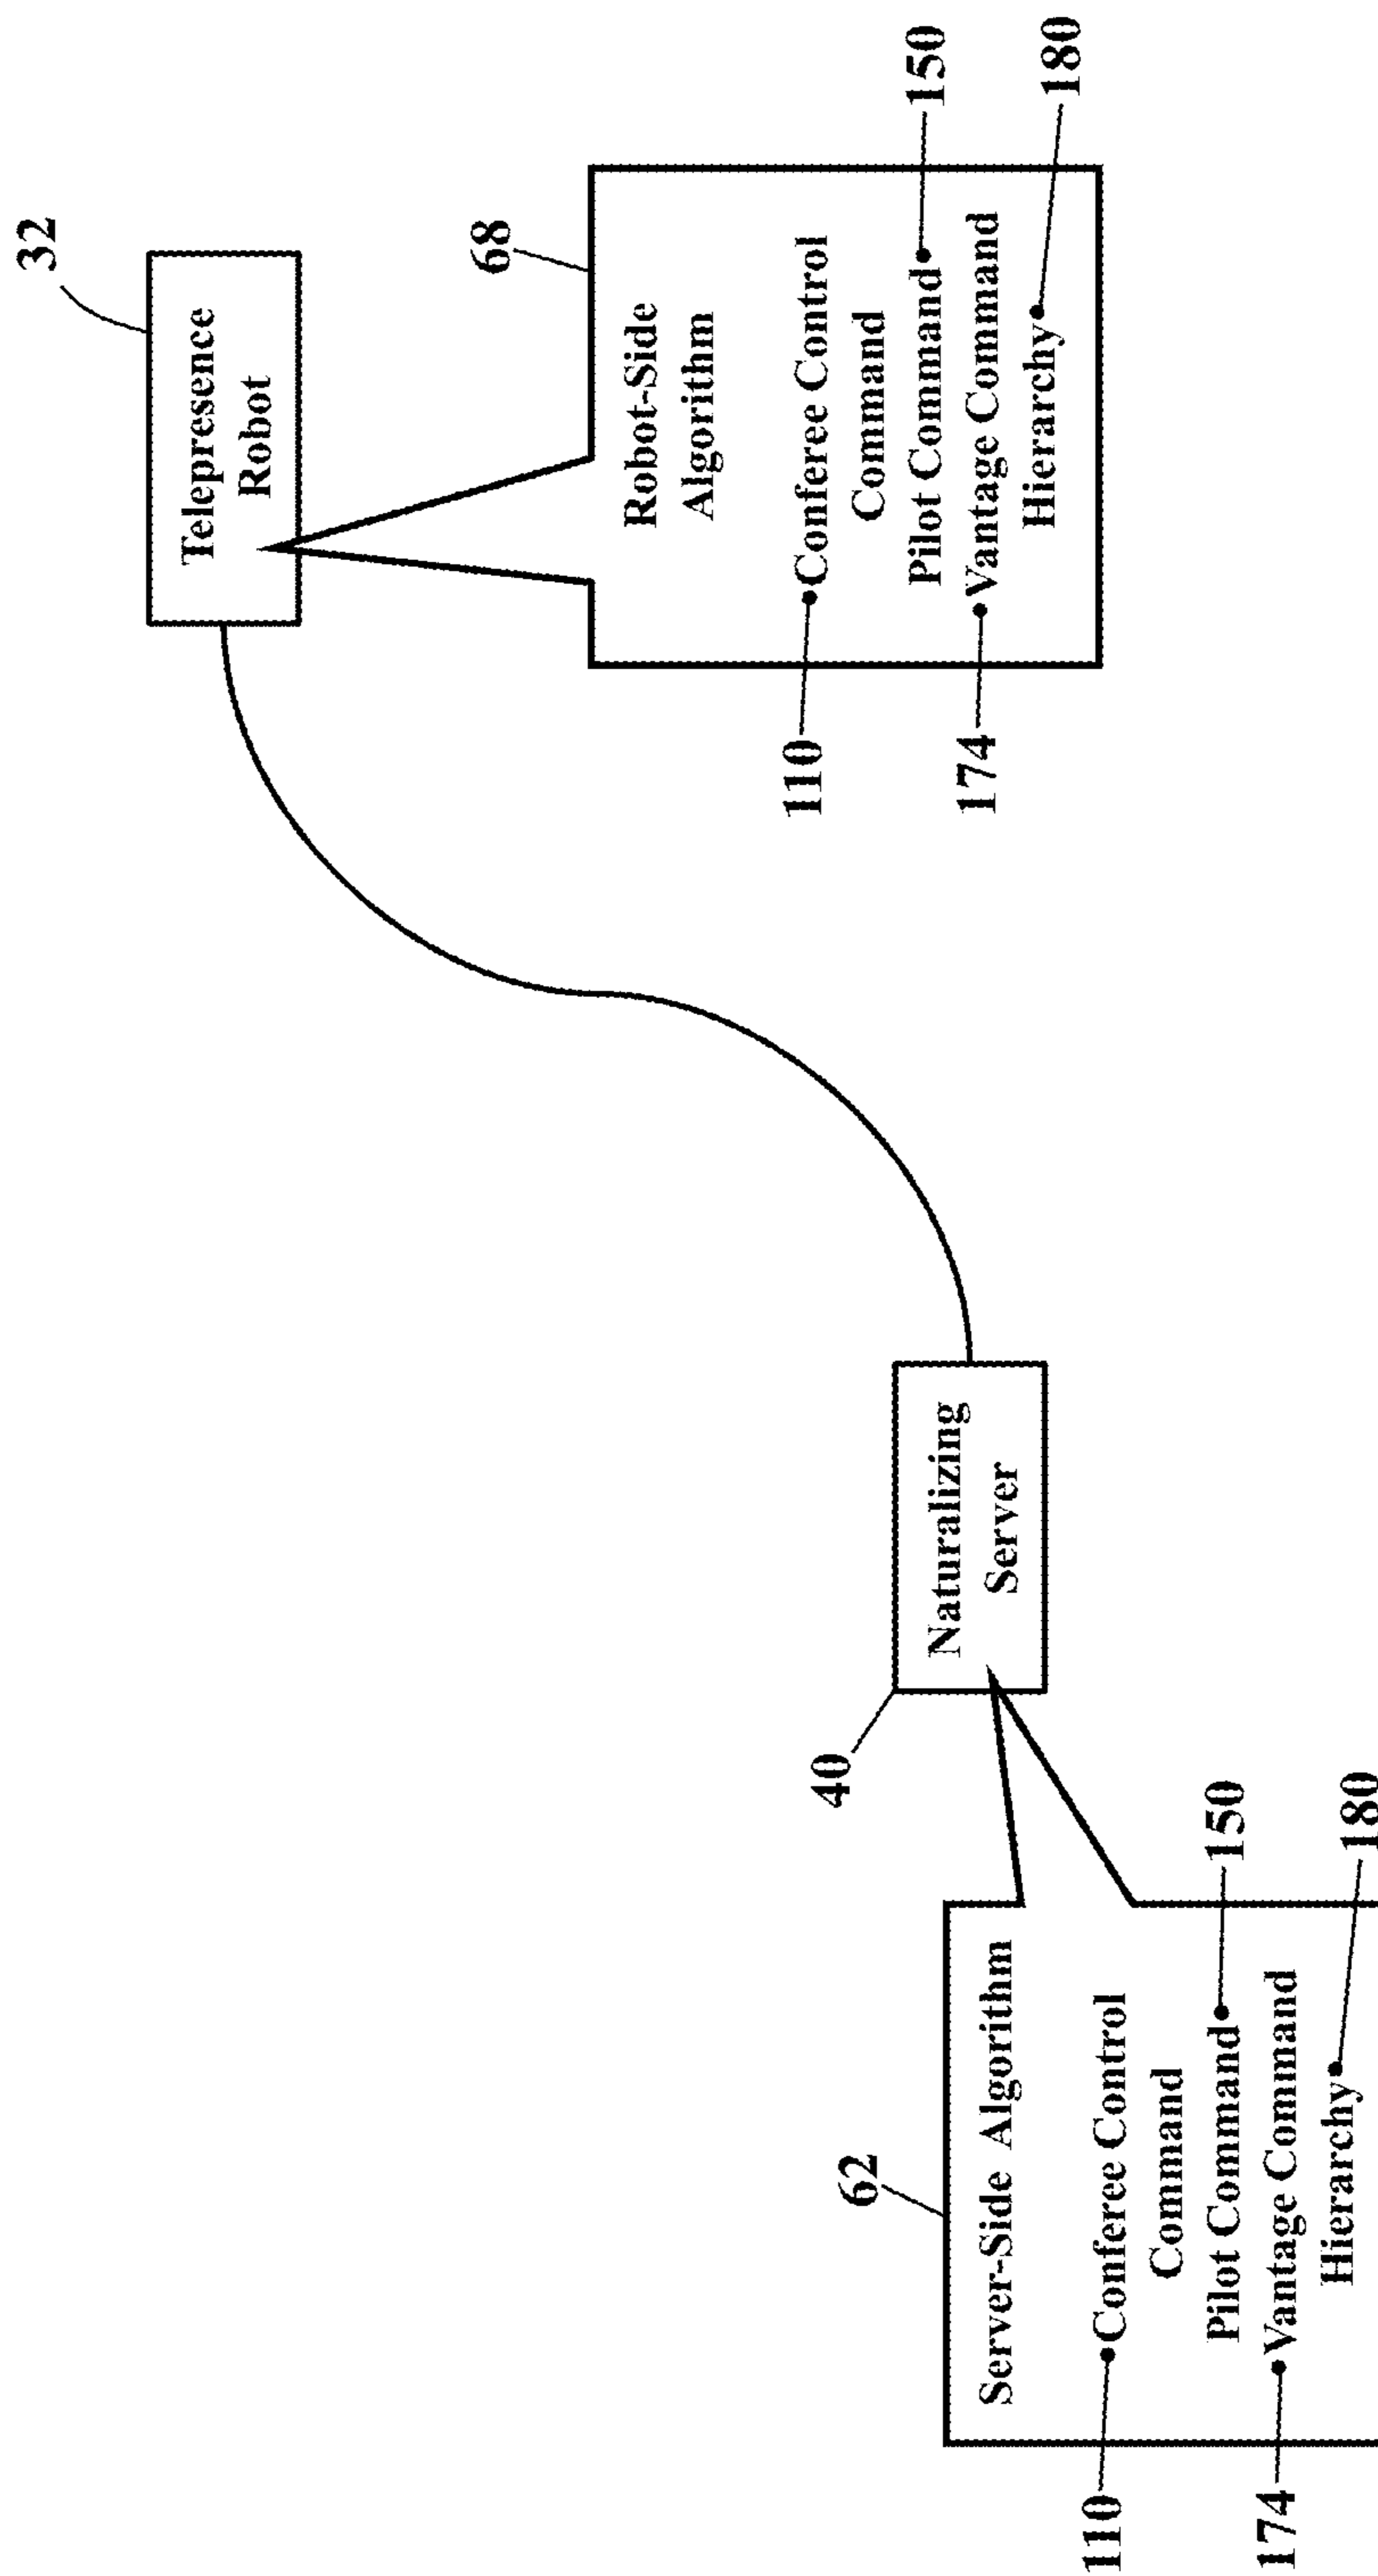 32
Telepresence
Robot
68
Robot-Side
Algorithm
110
Conferee Control
Command
Pilot Command
150
174
Vantage Command
Hierarchy
180
40
Naturalizing
Server
62
Server-Side Algorithm
110
Conferee Control
Command
Pilot Command
150
174
Vantage Command
Hierarchy
180